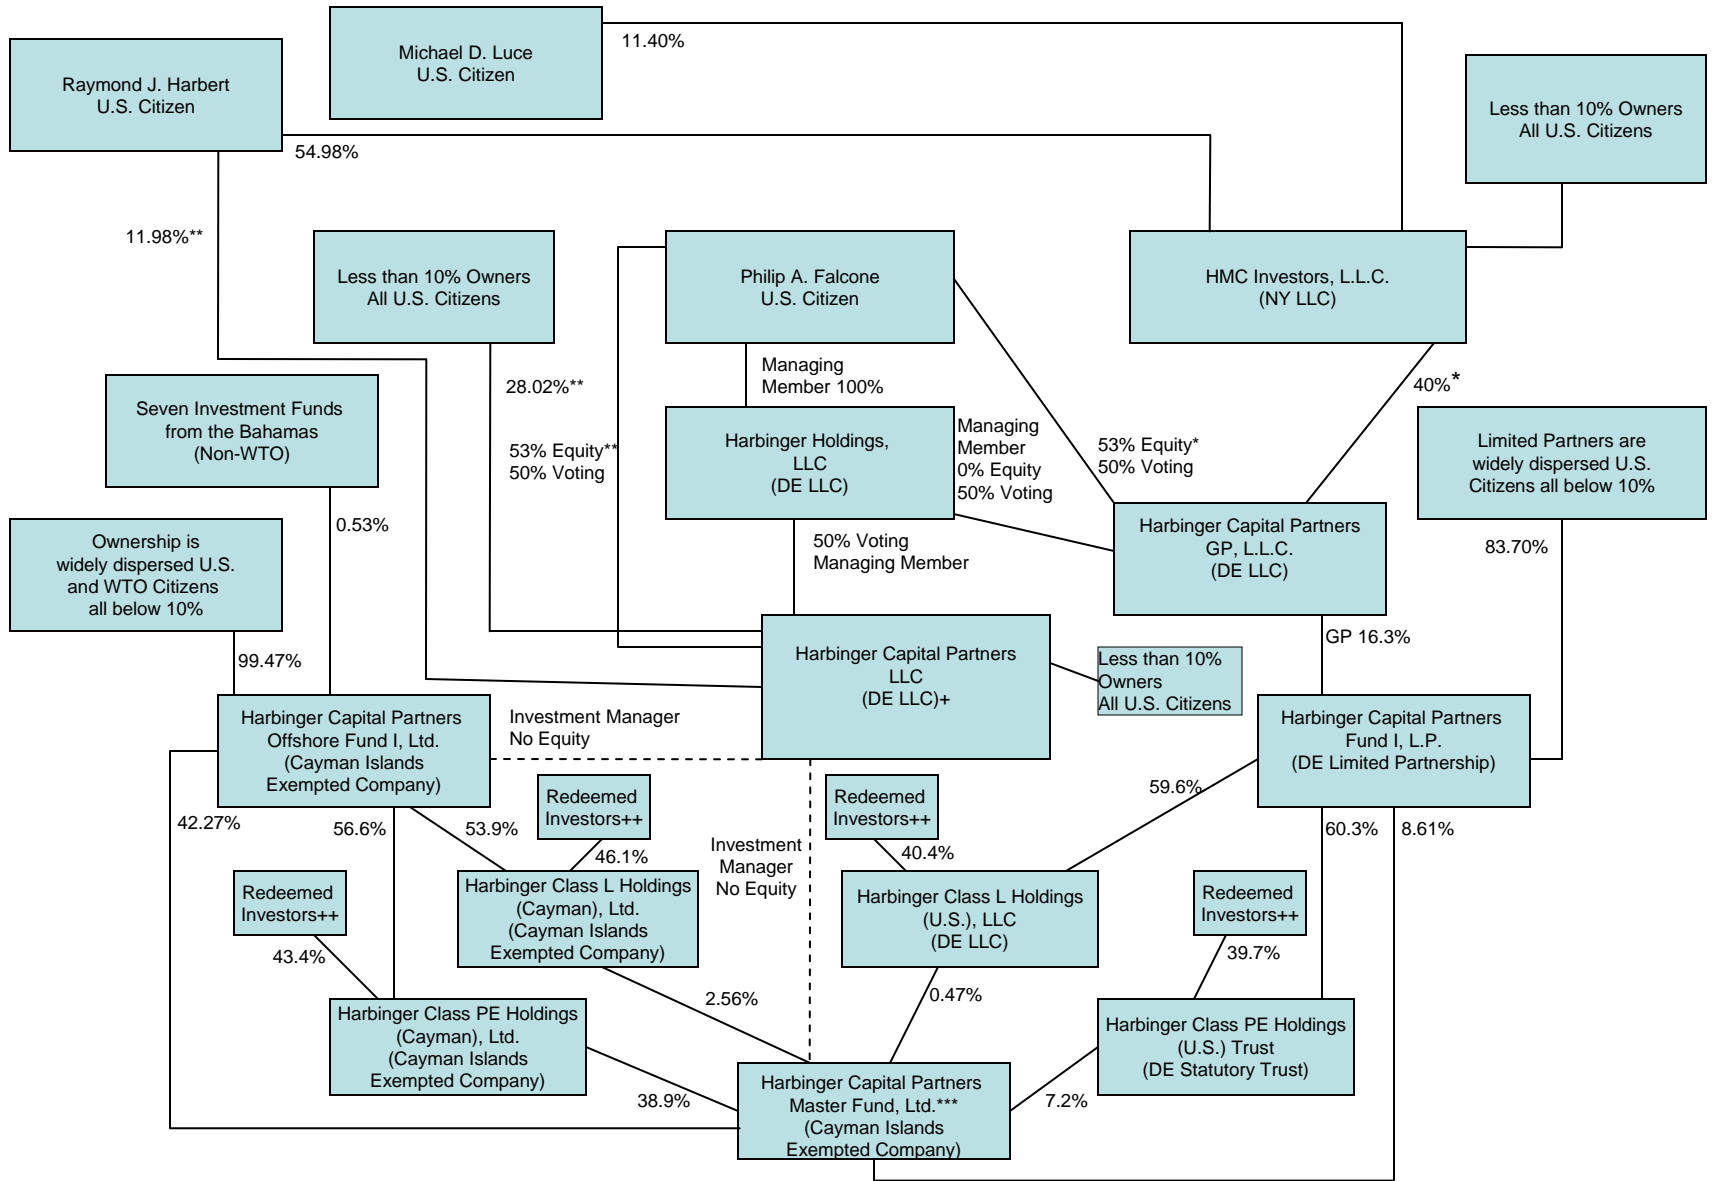 Michael D. Luce
U.S. Citizen
11.40%
Raymond J. Harbert
U.S. Citizen
Less than 10% Owners
All U.S. Citizens
54.98%
11.98%**
Less than 10% Owners
All U.S. Citizens
Philip A. Falcone
U.S. Citizen
HMC Investors, L.L.C.
(NY LLC)
Managing
Member 100%
28.02%**
40%*
Seven Investment Funds
from the Bahamas
(Non-WTO)
53% Equity**
50% Voting
Harbinger Holdings,
LLC
(DE LLC)
Managing
Member
0% Equity
50% Voting
53% Equity*
50% Voting
Limited Partners are
widely dispersed U.S.
Citizens all below 10%
0.53%
Ownership is
widely dispersed U.S.
and WTO Citizens
all below 10%
50% Voting
Managing Member
Harbinger Capital Partners
GP, L.L.C.
(DE LLC)
83.70%
99.47%
Harbinger Capital Partners
LLC
(DE LLC)+
Less than 10%
Owners
All U.S. Citizens
GP 16.3%
Harbinger Capital Partners
Offshore Fund I, Ltd.
(Cayman Islands
Exempted Company)
Investment Manager
No Equity
Harbinger Capital Partners
Fund I, L.P.
(DE Limited Partnership)
42.27%
56.6%
53.9%
Redeemed
Investors++
46.1%
Investment
Manager
No Equity
Redeemed
Investors++
40.4%
59.6%
60.3%
8.61%
Redeemed
Investors++
43.4%
Harbinger Class L Holdings
(Cayman), Ltd.
(Cayman Islands
Exempted Company)
Harbinger Class L Holdings
(U.S.), LLC
(DE LLC)
Redeemed
Investors++
39.7%
2.56%
0.47%
Harbinger Class PE Holdings
(Cayman), Ltd.
(Cayman Islands
Exempted Company)
Harbinger Class PE Holdings
(U.S.) Trust
(DE Statutory Trust)
38.9%
Harbinger Capital Partners
Master Fund, Ltd.***
(Cayman Islands
Exempted Company)
7.2%